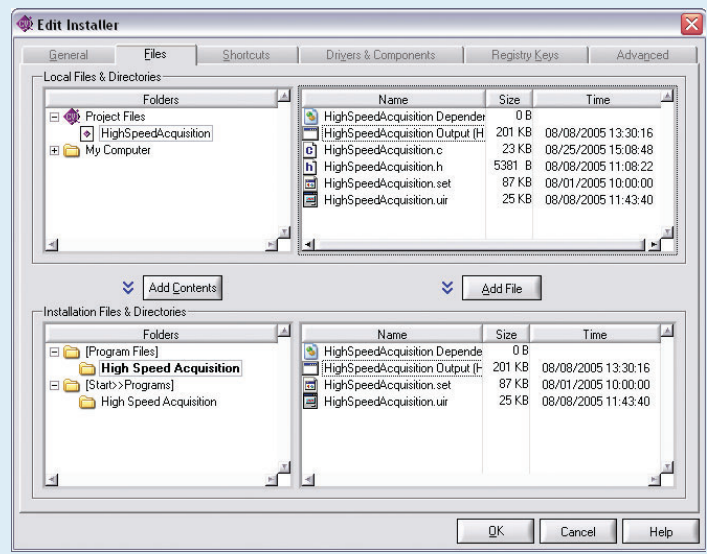 Edit Installer
General Files Shortcuts Drivers & Components Registry Keys Advanced
Local Files & Directories
Folders
Project Files
HighSpeedAcquisition
My Computer
Name Size Time
HighSpeedAcquisition Depender 0 B
HighSpeedAcquisition Output (H 201 KB 08/08/2005 13:30:16
HighSpeedAcquisition.c 23 KB 08/25/2005 15:08:48
HighSpeedAcquisition.h 5381 B 08/08/2005 11:08:22
HighSpeedAcquisition.set 87 KB 08/01/2005 10:00:00
HighSpeedAcquisition.uir 25 KB 08/08/2005 11:43:40
Add Contents
Add File
Installation Files & Directories
Folders
[Program Files]
High Speed Acquisition
[Start>>Programs]
High Speed Acquisition
Name Size Time
HighSpeedAcquisition Depende 0 B
HighSpeedAcquisition Output (H 201 KB 08/08/2005 13:30:16
HighSpeedAcquisition.set 87 KB 08/01/2005 10:00:00
HighSpeedAcquisition.uir 25 KB 08/08/2005 11:43:40
OK Cancel Help